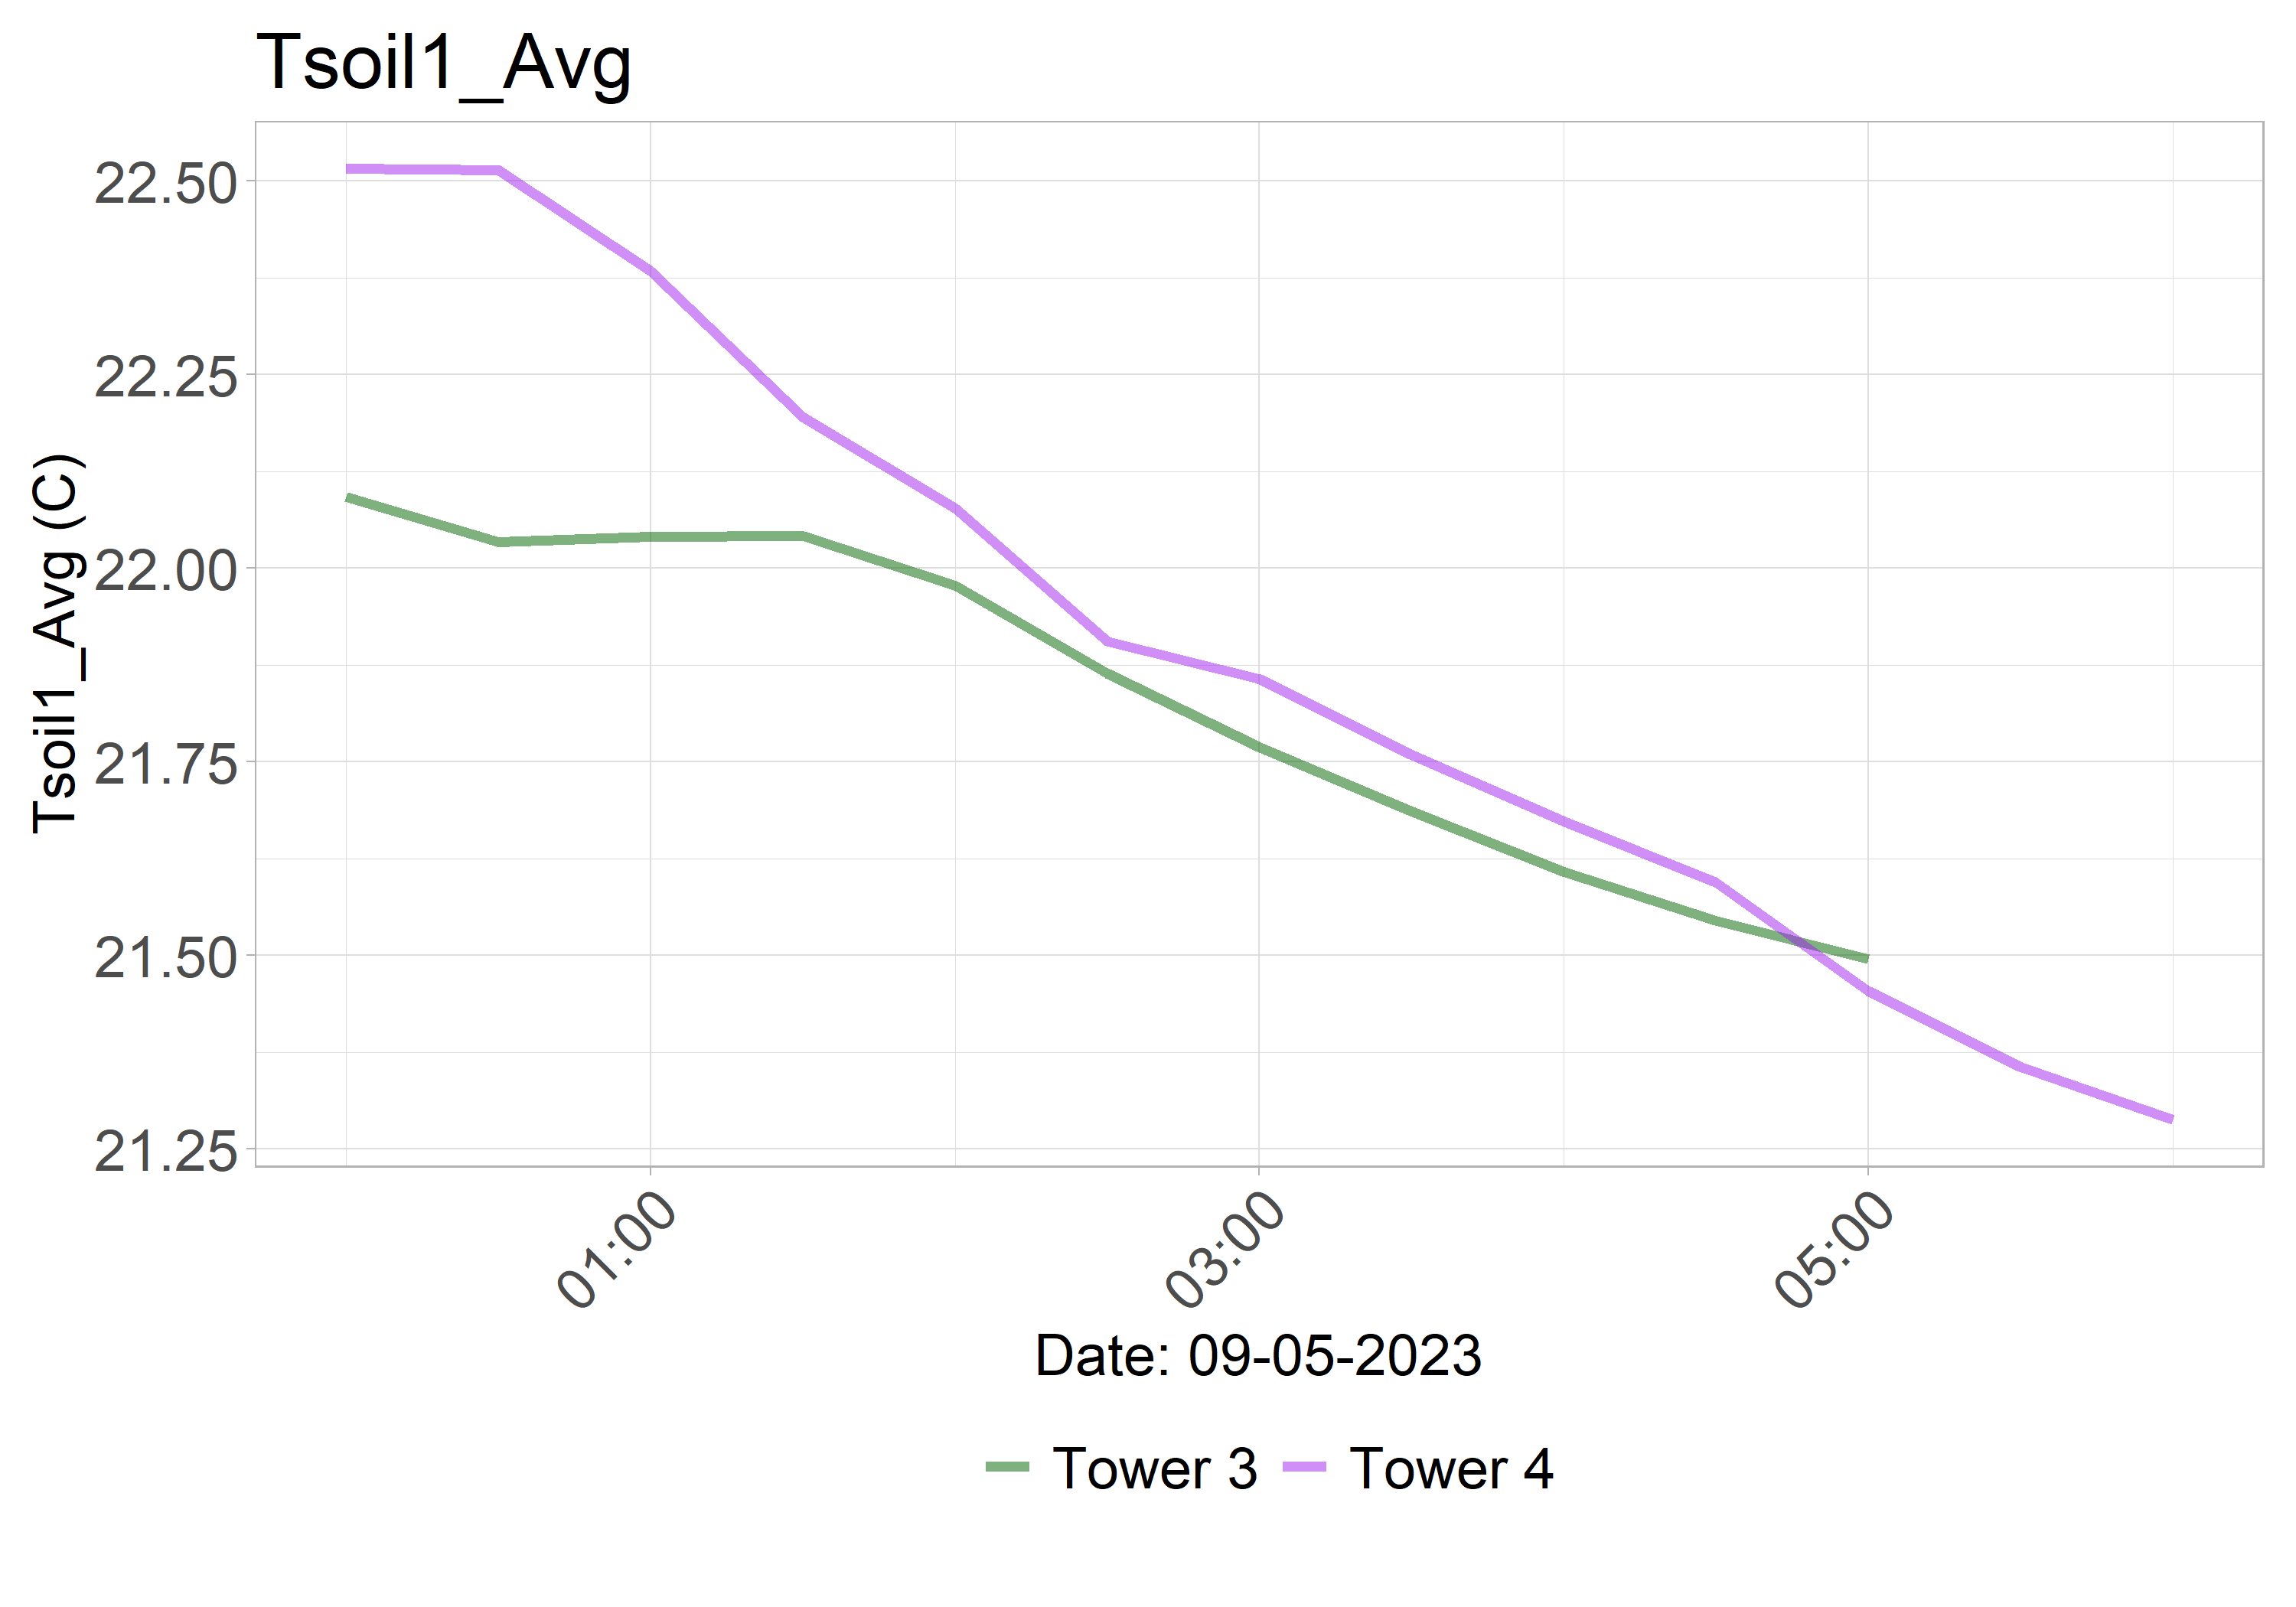 Tsoil1_Avg
Tsoil1_Avg (C)
22.50
22.25
22.00
21.75
21.50
21.25
01:00
03:00
05:00
Date: 09-05-2023
Tower 3
Tower 4